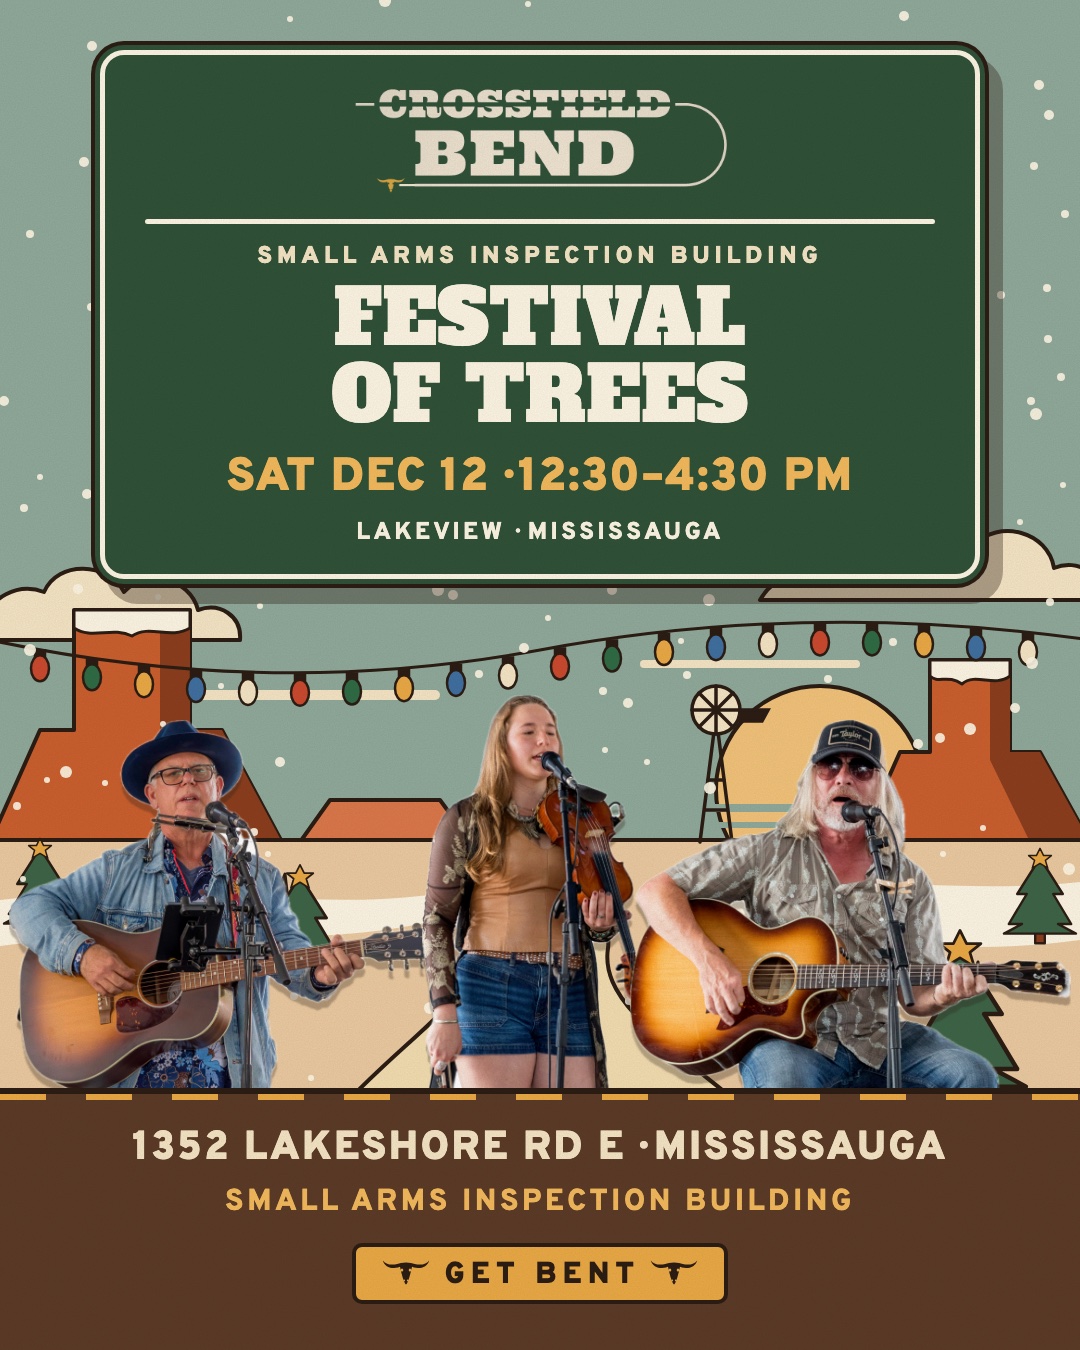 CROSSFIELD
BEND
SMALL ARMS INSPECTION BUILDING
FESTIVAL
OF TREES
SAT DEC 12 · 12:30–4:30 PM
LAKEVIEW · MISSISSAUGA
Taylor
1352 LAKESHORE RD E · MISSISSAUGA
SMALL ARMS INSPECTION BUILDING
GET BENT